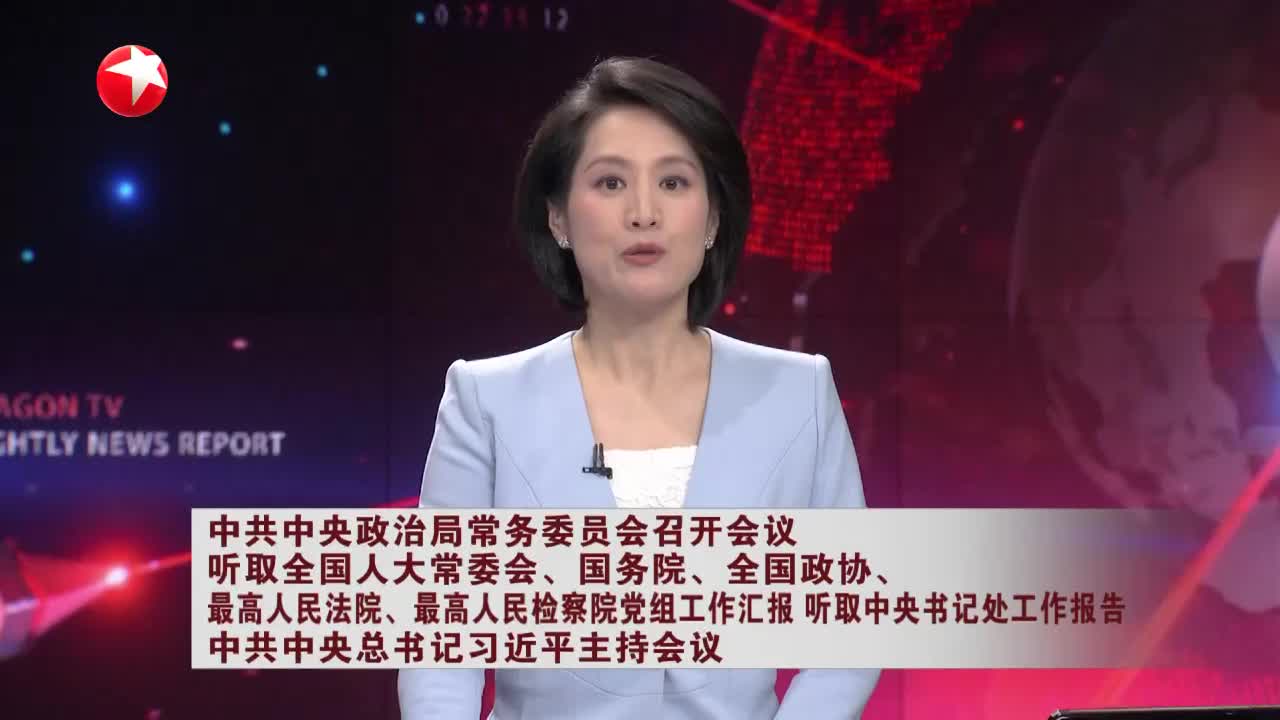 AGON TV
GHTLY NEWS REPORT
中共中央政治局常务委员会召开会议
听取全国人大常委会、国务院、全国政协、
最高人民法院、最高人民检察院党组工作汇报 听取中央书记处工作报告
中共中央总书记习近平主持会议